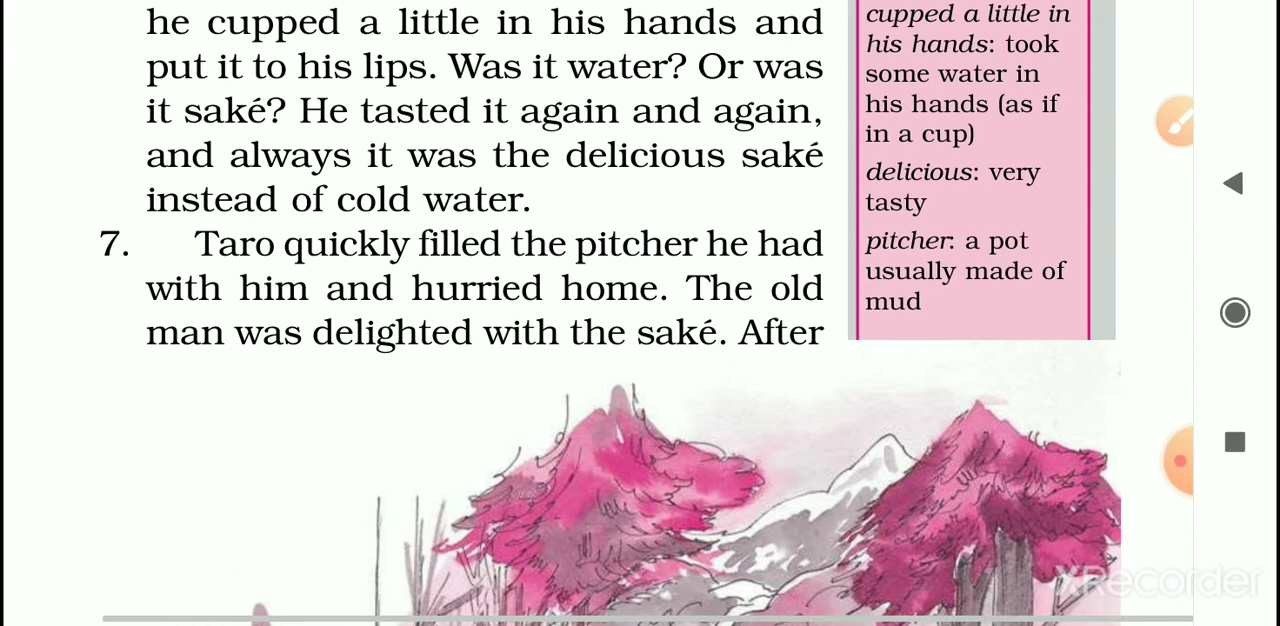 he cupped a little in his hands and
put it to his lips. Was it water? Or was
it saké? He tasted it again and again,
and always it was the delicious saké
instead of cold water.
7. Taro quickly filled the pitcher he had
with him and hurried home. The old
man was delighted with the saké. After
cupped a little in
his hands: took
some water in
his hands (as if
in a cup)
delicious: very
tasty
pitcher: a pot
usually made of
mud
XRecorder